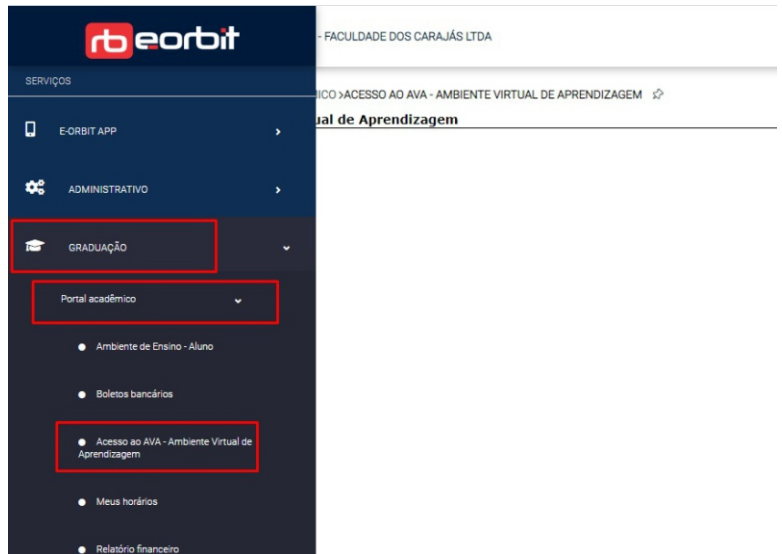 rb eorbit
- FACULDADE DOS CARAJÁS LTDA
SERVIÇOS
ICO >ACESSO AO AVA - AMBIENTE VIRTUAL DE APRENDIZAGEM
ual de Aprendizagem
E-ORBIT APP
ADMINISTRATIVO
GRADUAÇÃO
Portal acadêmico
Ambiente de Ensino - Aluno
Boletos bancários
Acesso ao AVA - Ambiente Virtual de
Aprendizagem
Meus horários
Relatório financeiro